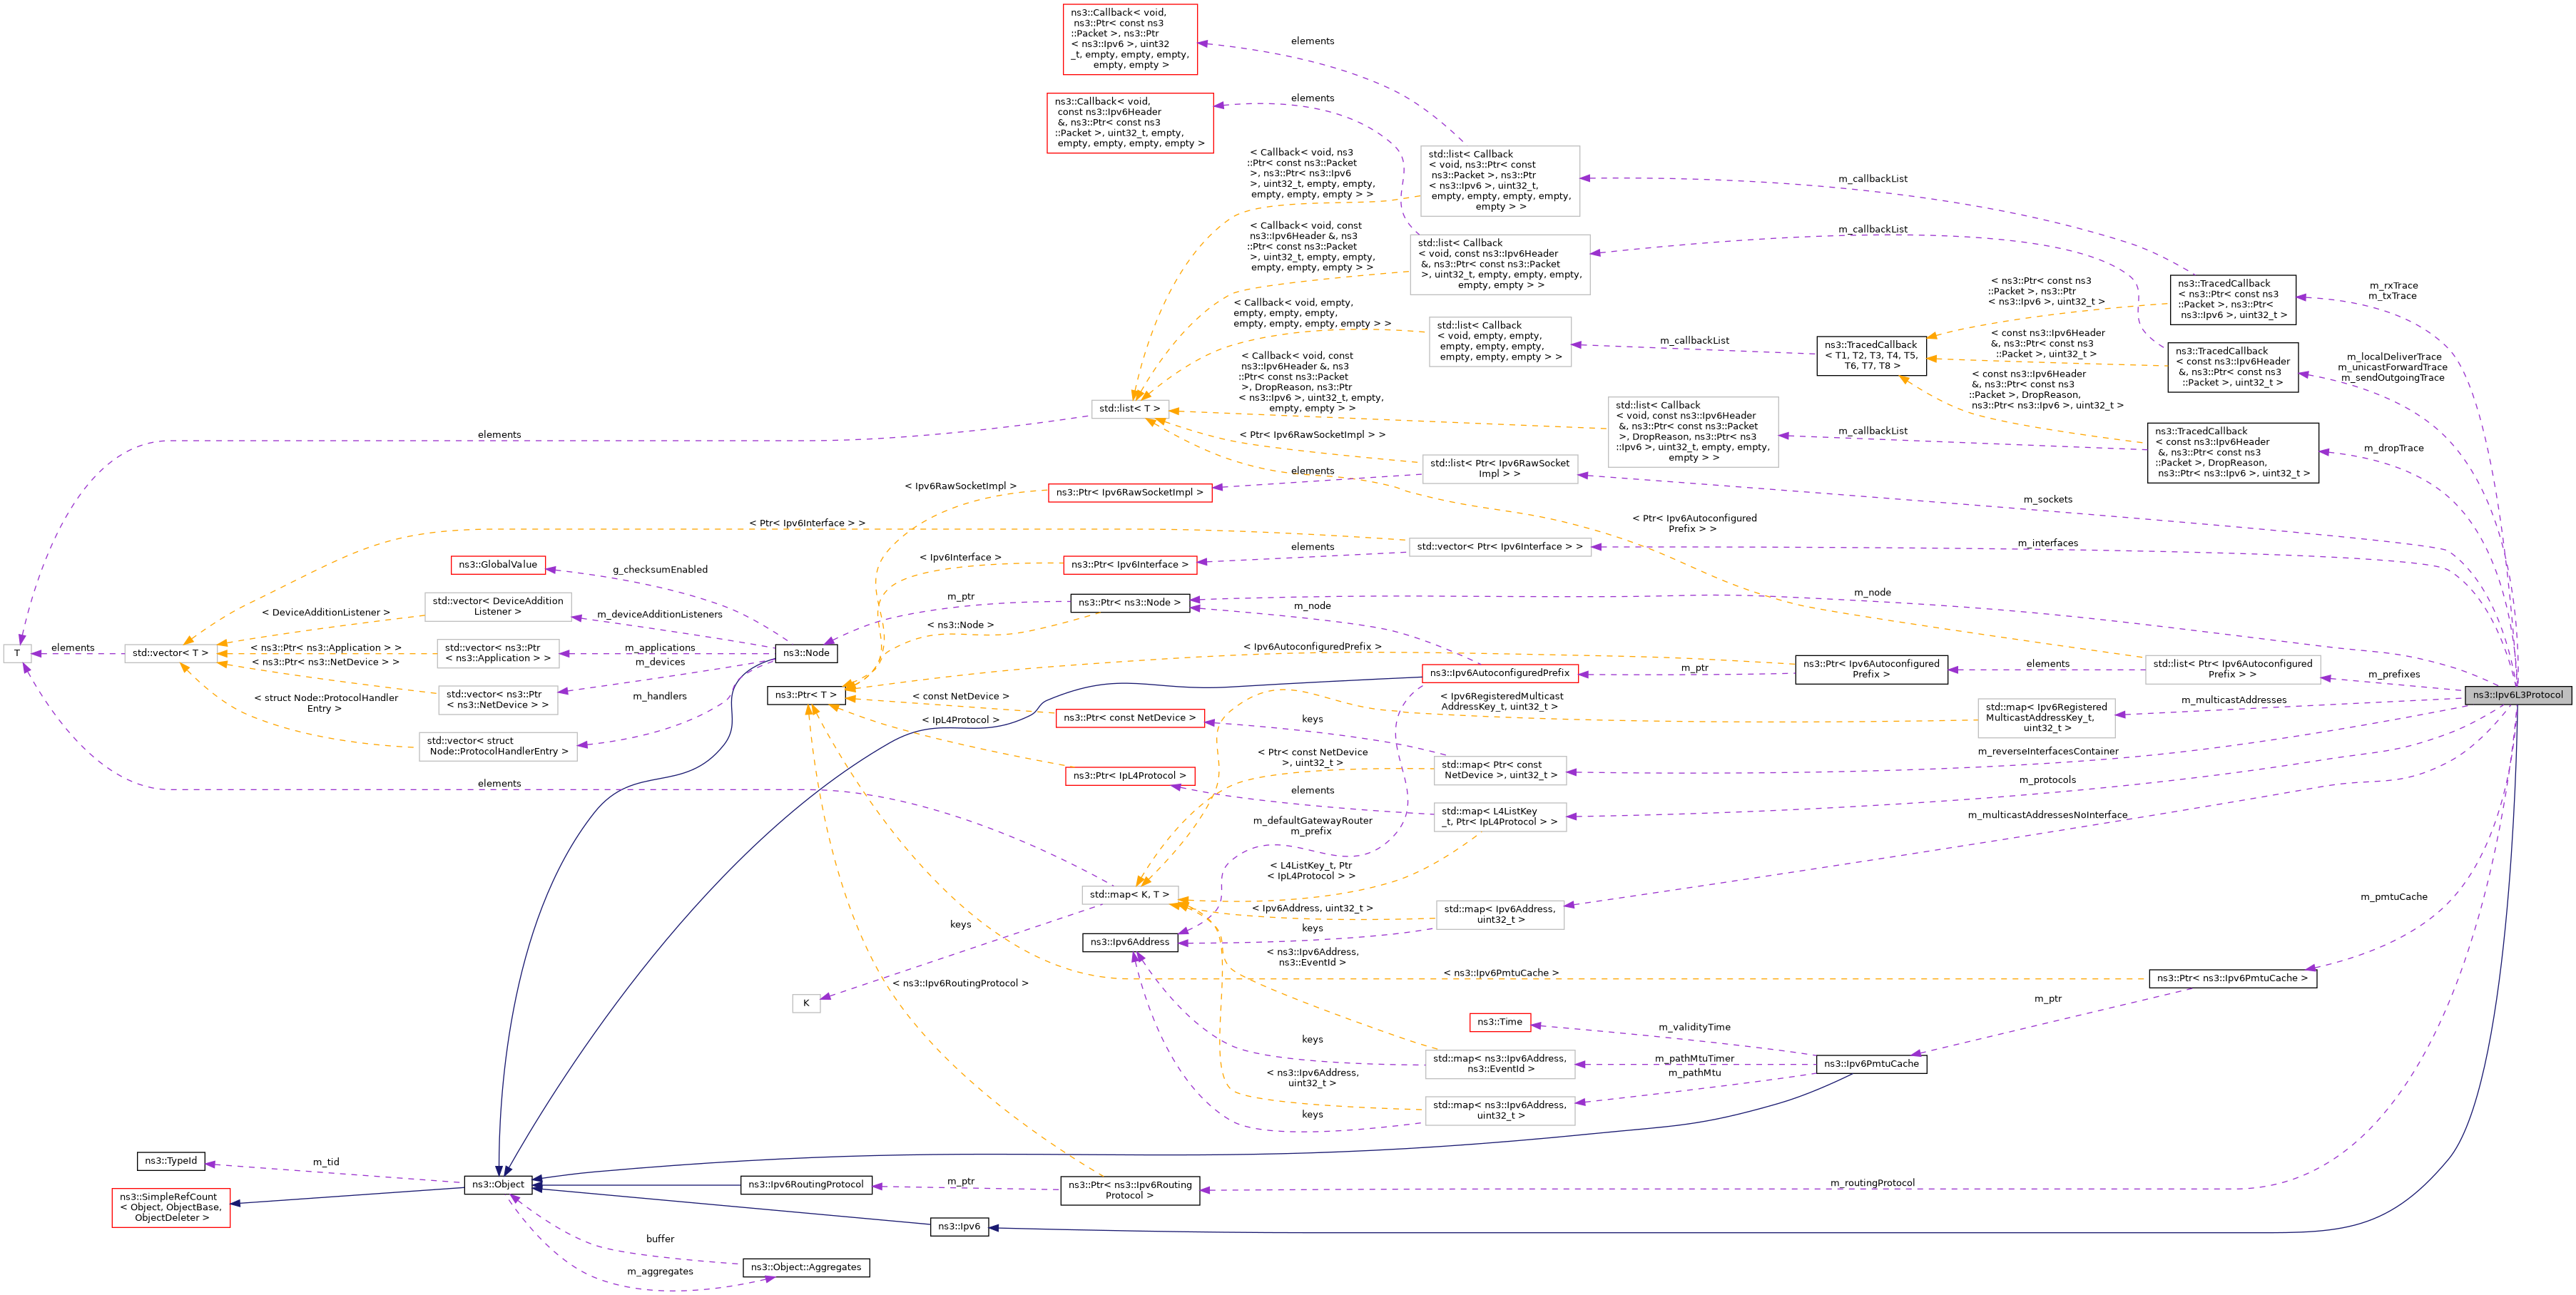 ns3::Callback< void,
ns3::Ptr< const ns3
::Packet >, ns3::Ptr
< ns3::Ipv6 >, uint32
_t, empty, empty, empty,
empty, empty >
elements
ns3::Callback< void,
const ns3::Ipv6Header
&, ns3::Ptr< const ns3
::Packet >, uint32_t, empty,
empty, empty, empty, empty >
elements
< Callback< void, ns3
::Ptr< const ns3::Packet
>, ns3::Ptr< ns3::Ipv6
>, uint32_t, empty, empty,
empty, empty, empty > >
std::list< Callback
< void, ns3::Ptr< const
ns3::Packet >, ns3::Ptr
< ns3::Ipv6 >, uint32_t,
empty, empty, empty, empty,
empty > >
m_callbackList
< Callback< void, const
ns3::Ipv6Header &, ns3
::Ptr< const ns3::Packet
>, uint32_t, empty, empty,
empty, empty, empty > >
std::list< Callback
< void, const ns3::Ipv6Header
&, ns3::Ptr< const ns3::Packet
>, uint32_t, empty, empty, empty,
empty, empty > >
m_callbackList
< ns3::Ptr< const ns3
::Packet >, ns3::Ptr
< ns3::Ipv6 >, uint32_t >
ns3::TracedCallback
< ns3::Ptr< const ns3
::Packet >, ns3::Ptr<
ns3::Ipv6 >, uint32_t >
m_rxTrace
m_txTrace
< Callback< void, empty,
empty, empty, empty,
empty, empty, empty, empty > >
std::list< Callback
< void, empty, empty,
empty, empty, empty,
empty, empty, empty > >
m_callbackList
ns3::TracedCallback
< T1, T2, T3, T4, T5,
T6, T7, T8 >
< const ns3::Ipv6Header
&, ns3::Ptr< const ns3
::Packet >, uint32_t >
ns3::TracedCallback
< const ns3::Ipv6Header
&, ns3::Ptr< const ns3
::Packet >, uint32_t >
m_localDeliverTrace
m_unicastForwardTrace
m_sendOutgoingTrace
< Callback< void, const
ns3::Ipv6Header &, ns3
::Ptr< const ns3::Packet
>, DropReason, ns3::Ptr
< ns3::Ipv6 >, uint32_t, empty,
empty, empty > >
< const ns3::Ipv6Header
&, ns3::Ptr< const ns3
::Packet >, DropReason,
ns3::Ptr< ns3::Ipv6 >, uint32_t >
std::list< T >
std::list< Callback
< void, const ns3::Ipv6Header
&, ns3::Ptr< const ns3::Packet
>, DropReason, ns3::Ptr< ns3
::Ipv6 >, uint32_t, empty, empty,
empty > >
m_callbackList
ns3::TracedCallback
< const ns3::Ipv6Header
&, ns3::Ptr< const ns3
::Packet >, DropReason,
ns3::Ptr< ns3::Ipv6 >, uint32_t >
m_dropTrace
elements
< Ptr< Ipv6RawSocketImpl > >
std::list< Ptr< Ipv6RawSocket
Impl > >
elements
m_sockets
< Ipv6RawSocketImpl >
ns3::Ptr< Ipv6RawSocketImpl >
< Ptr< Ipv6Interface > >
< Ptr< Ipv6Autoconfigured
Prefix > >
std::vector< Ptr< Ipv6Interface > >
m_interfaces
elements
< Ipv6Interface >
ns3::Ptr< Ipv6Interface >
ns3::GlobalValue
g_checksumEnabled
std::vector< DeviceAddition
Listener >
< DeviceAdditionListener >
m_deviceAdditionListeners
m_ptr
ns3::Ptr< ns3::Node >
m_node
m_node
< ns3::Node >
T
elements
std::vector< T >
< ns3::Ptr< ns3::Application > >
< ns3::Ptr< ns3::NetDevice > >
std::vector< ns3::Ptr
< ns3::Application > >
m_applications
m_devices
ns3::Node
< Ipv6AutoconfiguredPrefix >
ns3::Ipv6AutoconfiguredPrefix
m_ptr
ns3::Ptr< Ipv6Autoconfigured
Prefix >
elements
std::list< Ptr< Ipv6Autoconfigured
Prefix > >
m_prefixes
ns3::Ipv6L3Protocol
std::vector< ns3::Ptr
< ns3::NetDevice > >
m_handlers
ns3::Ptr< T >
< const NetDevice >
< struct Node::ProtocolHandler
Entry >
std::vector< struct
Node::ProtocolHandlerEntry >
ns3::Ptr< const NetDevice >
keys
< Ipv6RegisteredMulticast
AddressKey_t, uint32_t >
std::map< Ipv6Registered
MulticastAddressKey_t,
uint32_t >
m_multicastAddresses
< IpL4Protocol >
ns3::Ptr< IpL4Protocol >
< Ptr< const NetDevice
>, uint32_t >
std::map< Ptr< const
NetDevice >, uint32_t >
m_reverseInterfacesContainer
elements
elements
std::map< L4ListKey
_t, Ptr< IpL4Protocol > >
m_protocols
m_defaultGatewayRouter
m_prefix
m_multicastAddressesNoInterface
< L4ListKey_t, Ptr
< IpL4Protocol > >
std::map< K, T >
< Ipv6Address, uint32_t >
std::map< Ipv6Address,
uint32_t >
m_pmtuCache
keys
keys
ns3::Ipv6Address
< ns3::Ipv6Address,
ns3::EventId >
< ns3::Ipv6PmtuCache >
ns3::Ptr< ns3::Ipv6PmtuCache >
< ns3::Ipv6RoutingProtocol >
K
m_ptr
ns3::Time
m_validityTime
keys
std::map< ns3::Ipv6Address,
ns3::EventId >
m_pathMtuTimer
ns3::Ipv6PmtuCache
< ns3::Ipv6Address,
uint32_t >
m_pathMtu
keys
std::map< ns3::Ipv6Address,
uint32_t >
ns3::TypeId
m_tid
ns3::SimpleRefCount
< Object, ObjectBase,
ObjectDeleter >
ns3::Object
ns3::Ipv6RoutingProtocol
m_ptr
ns3::Ptr< ns3::Ipv6Routing
Protocol >
m_routingProtocol
ns3::Ipv6
buffer
m_aggregates
ns3::Object::Aggregates